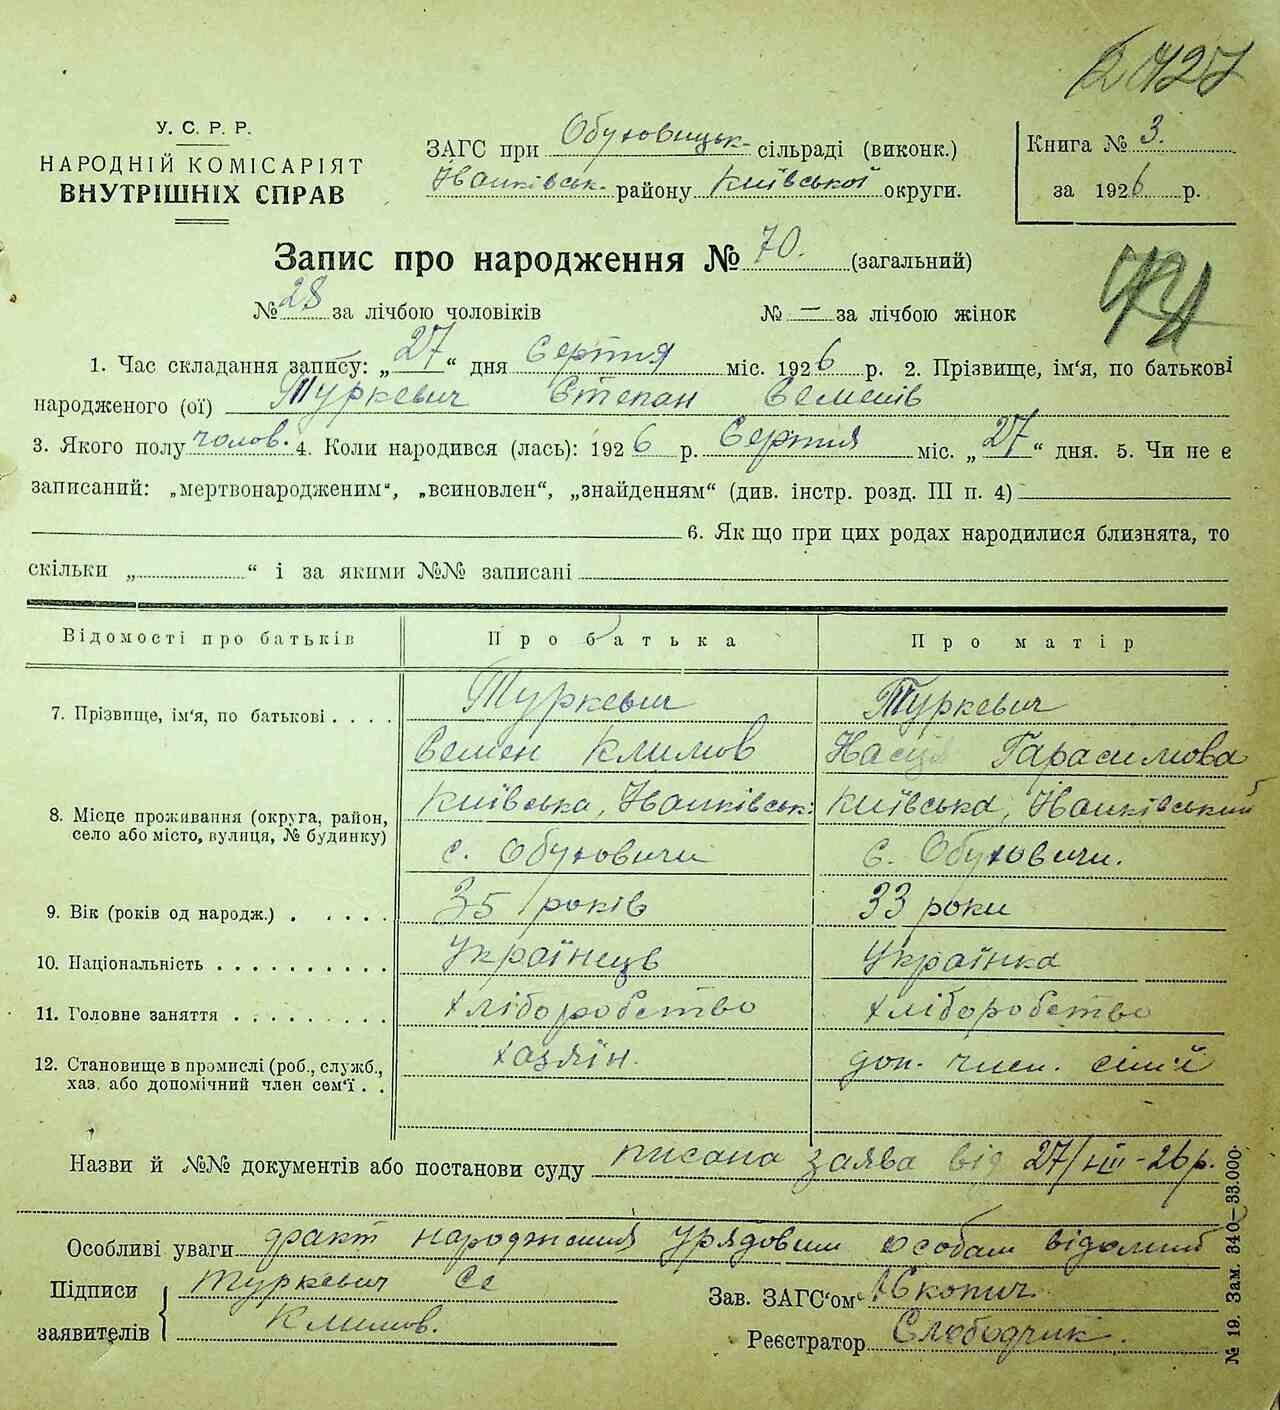 427
У. С. Р. Р.
НАРОДНІЙ КОМІСАРІЯТ
ВНУТРІШНІХ СПРАВ
ЗАГС при Обуховицьк. сільраді (виконк.)
Іванківськ. району Київської округи.
Книга № 3.
за 1926 р.
Запис про народження № 70. (загальний)
№ 28 за лічбою чоловіків № — за лічбою жінок
1. Час складання запису: „27“ дня Серпня міс. 1926 р. 2. Прізвище, ім'я, по батькові
народженого (ої) Туркевич Степан Семенів
3. Якого полу чолов. 4. Коли народився (лась): 1926 р. Серпня міс. „27“ дня. 5. Чи не є
записаний: „мертвонародженим“, „всиновлен“, „знайденням“ (див. інстр. розд. III п. 4)
6. Як що при цих родах народилися близнята, то
скільки „ “ і за якими №№ записані
Відомості про батьків Про батька Про матір
7. Прізвище, ім'я, по батькові . . . . Туркевич Туркевич
Семен Климов Гарасимова
8. Місце проживання (округа, район, село або місто, вулиця, № будинку) Київська, Іванківськ: Київська, Іванківський
с. Обуховичи с. Обуховичи.
9. Вік (років од народж.) . . . . . 35 років 33 роки
10. Національність . . . . . . . . . . Українець Українка
11. Головне заняття . . . . . . . . . хліборобство хліборобство
12. Становище в промислі (роб., служб., хазяїн. доп. член. сім'ї
хаз. або допомічний член сем'ї . .
Назви й №№ документів або постанови суду писана заява від 27/VIII-26 р.
Особливі уваги факт народження урядовим особам відомий
Підписи заявителів Туркевич Се
Климов.
Зав. ЗАГС'ом
Реєстратор Слободчик.
№ 19. Зам. 340—33.000.